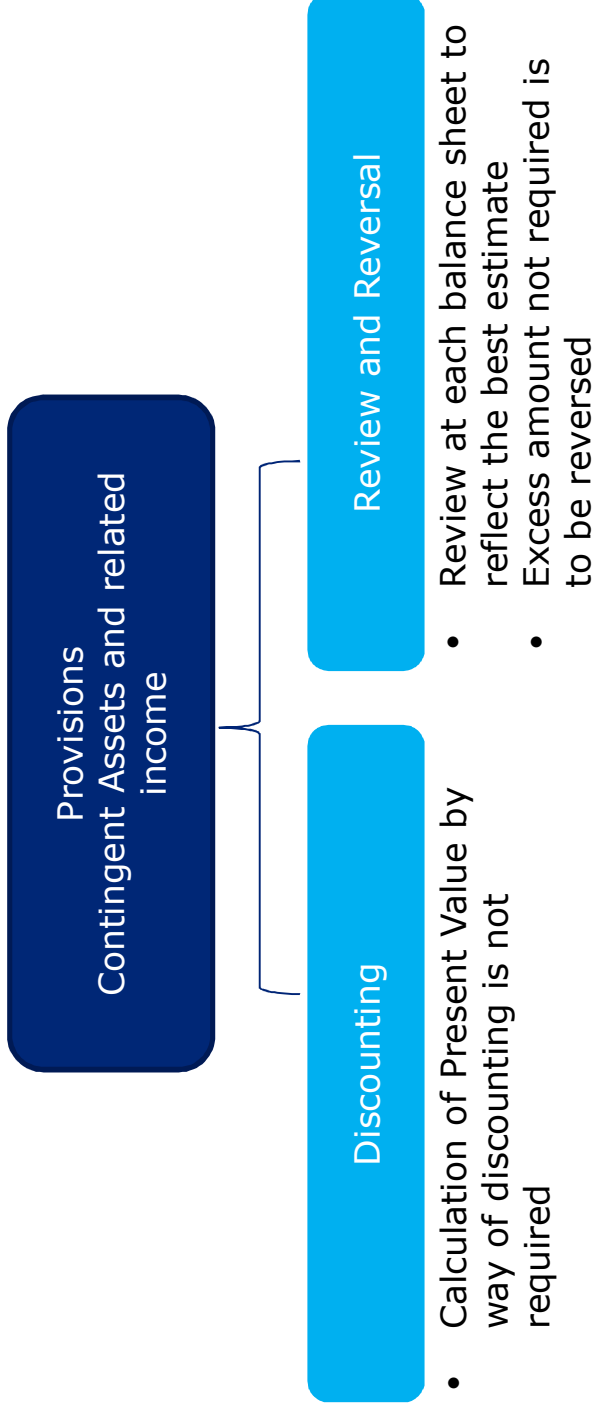 Provisions
Contingent Assets and related
income
Discounting
• Calculation of Present Value by
way of discounting is not
required
Review and Reversal
• Review at each balance sheet to
reflect the best estimate
• Excess amount not required is
to be reversed